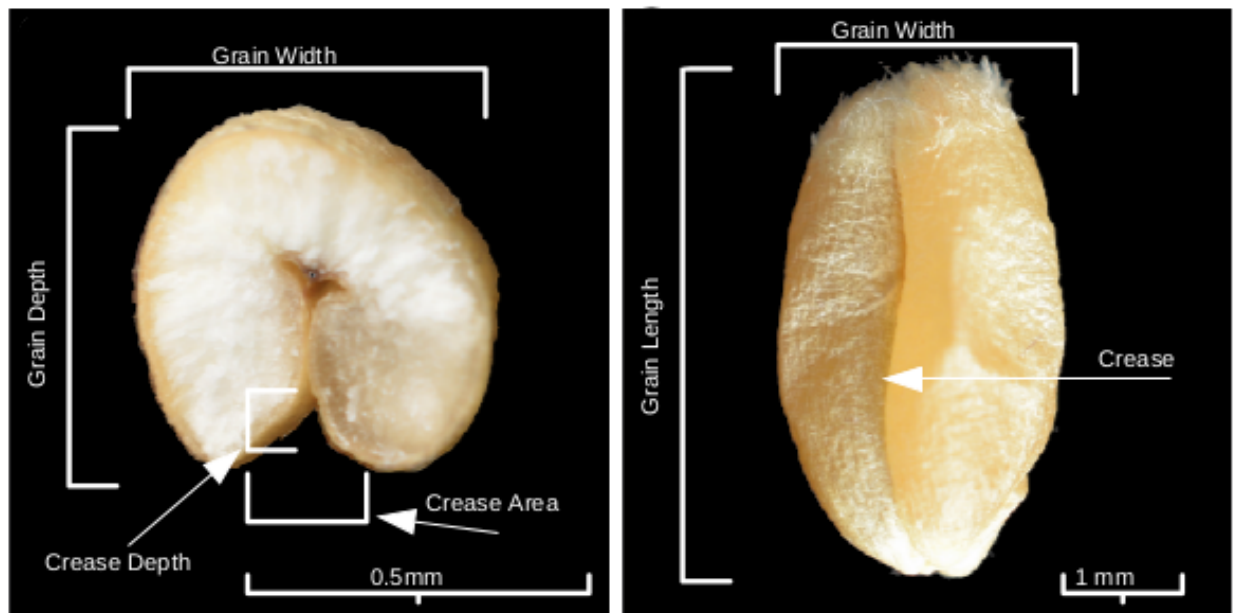 Grain Width
Grain Depth
Crease Area
Crease Depth
0.5mm
Grain Width
Grain Length
Crease
1 mm